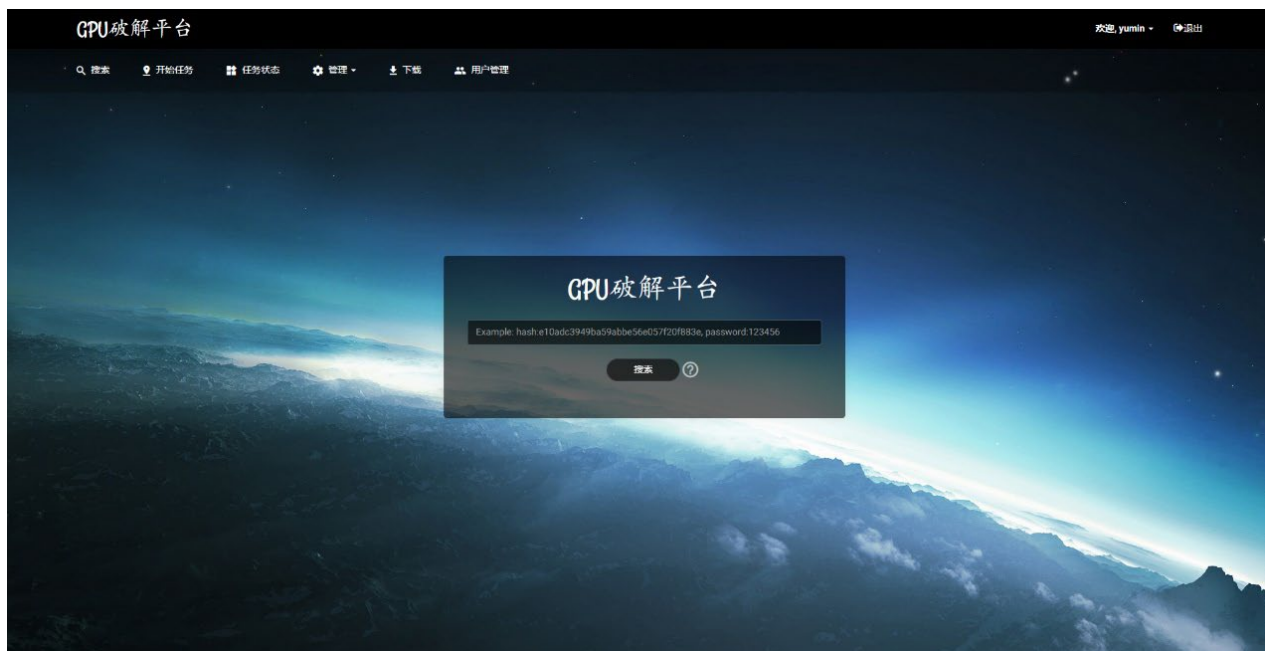 GPU破解平台
欢迎, yumin
退出
搜索 开始任务 任务状态 管理 下载 用户管理
GPU破解平台
Example: hash:e10adc3949ba59abbe56e057f20f883e, password:123456
搜索 ?